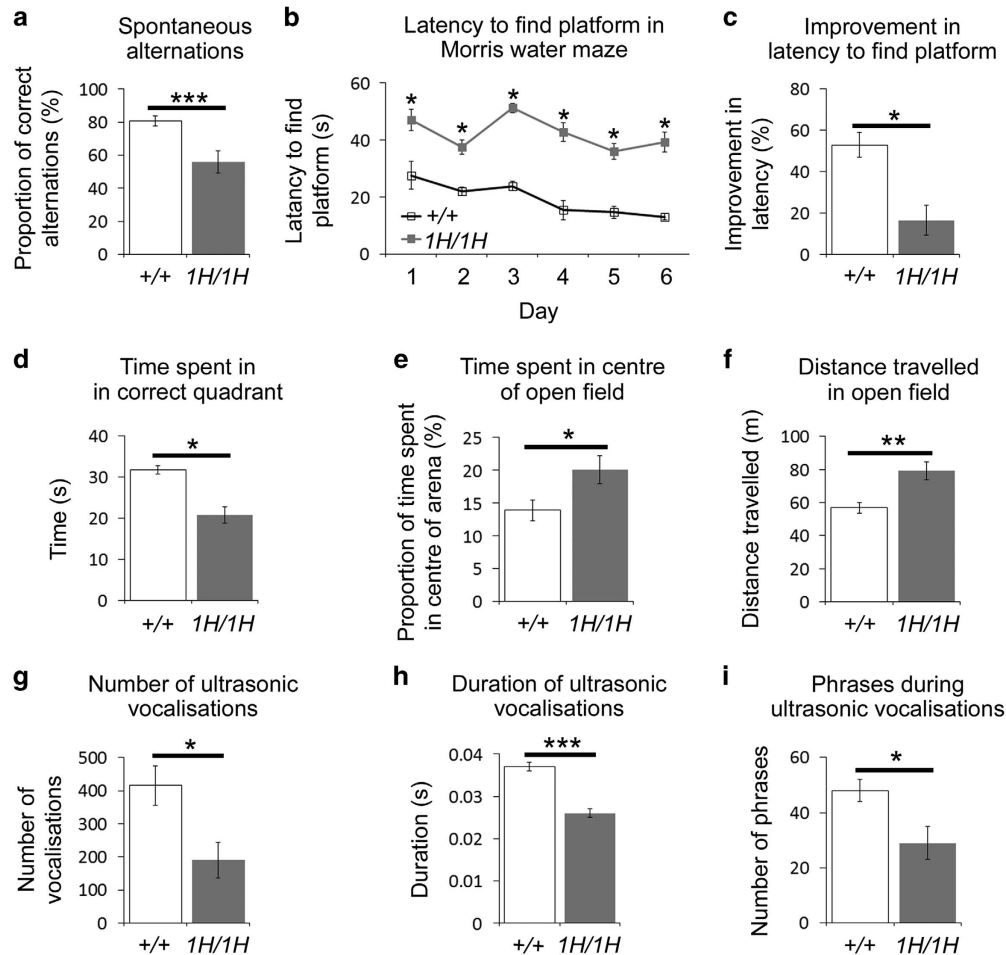 a
Spontaneous
alternations
Proportion of correct
alternations (%)
100
80
60
40
20
0
***
+/+ 1H/1H
b
Latency to find platform in
Morris water maze
Latancy to find
platform (s)
60
40
20
0
* * * * * *
+/+
1H/1H
1 2 3 4 5 6
Day
c
Improvement in
latency to find platform
Improvement in
latency (%)
80
60
40
20
0
*
+/+ 1H/1H
d
Time spent in
in correct quadrant
Time (s)
40
30
20
10
0
*
+/+ 1H/1H
e
Time spent in centre
of open field
Proportion of time spent
in centre of arena (%)
25
20
15
10
5
0
*
+/+ 1H/1H
f
Distance travelled
in open field
Distance travelled (m)
100
80
60
40
20
0
**
+/+ 1H/1H
g
Number of ultrasonic
vocalisations
Number of
vocalisations
500
400
300
200
100
0
*
+/+ 1H/1H
h
Duration of ultrasonic
vocalisations
Duration (s)
0.04
0.03
0.02
0.01
0
***
+/+ 1H/1H
i
Phrases during
ultrasonic vocalisations
Number of phrases
60
40
20
0
*
+/+ 1H/1H